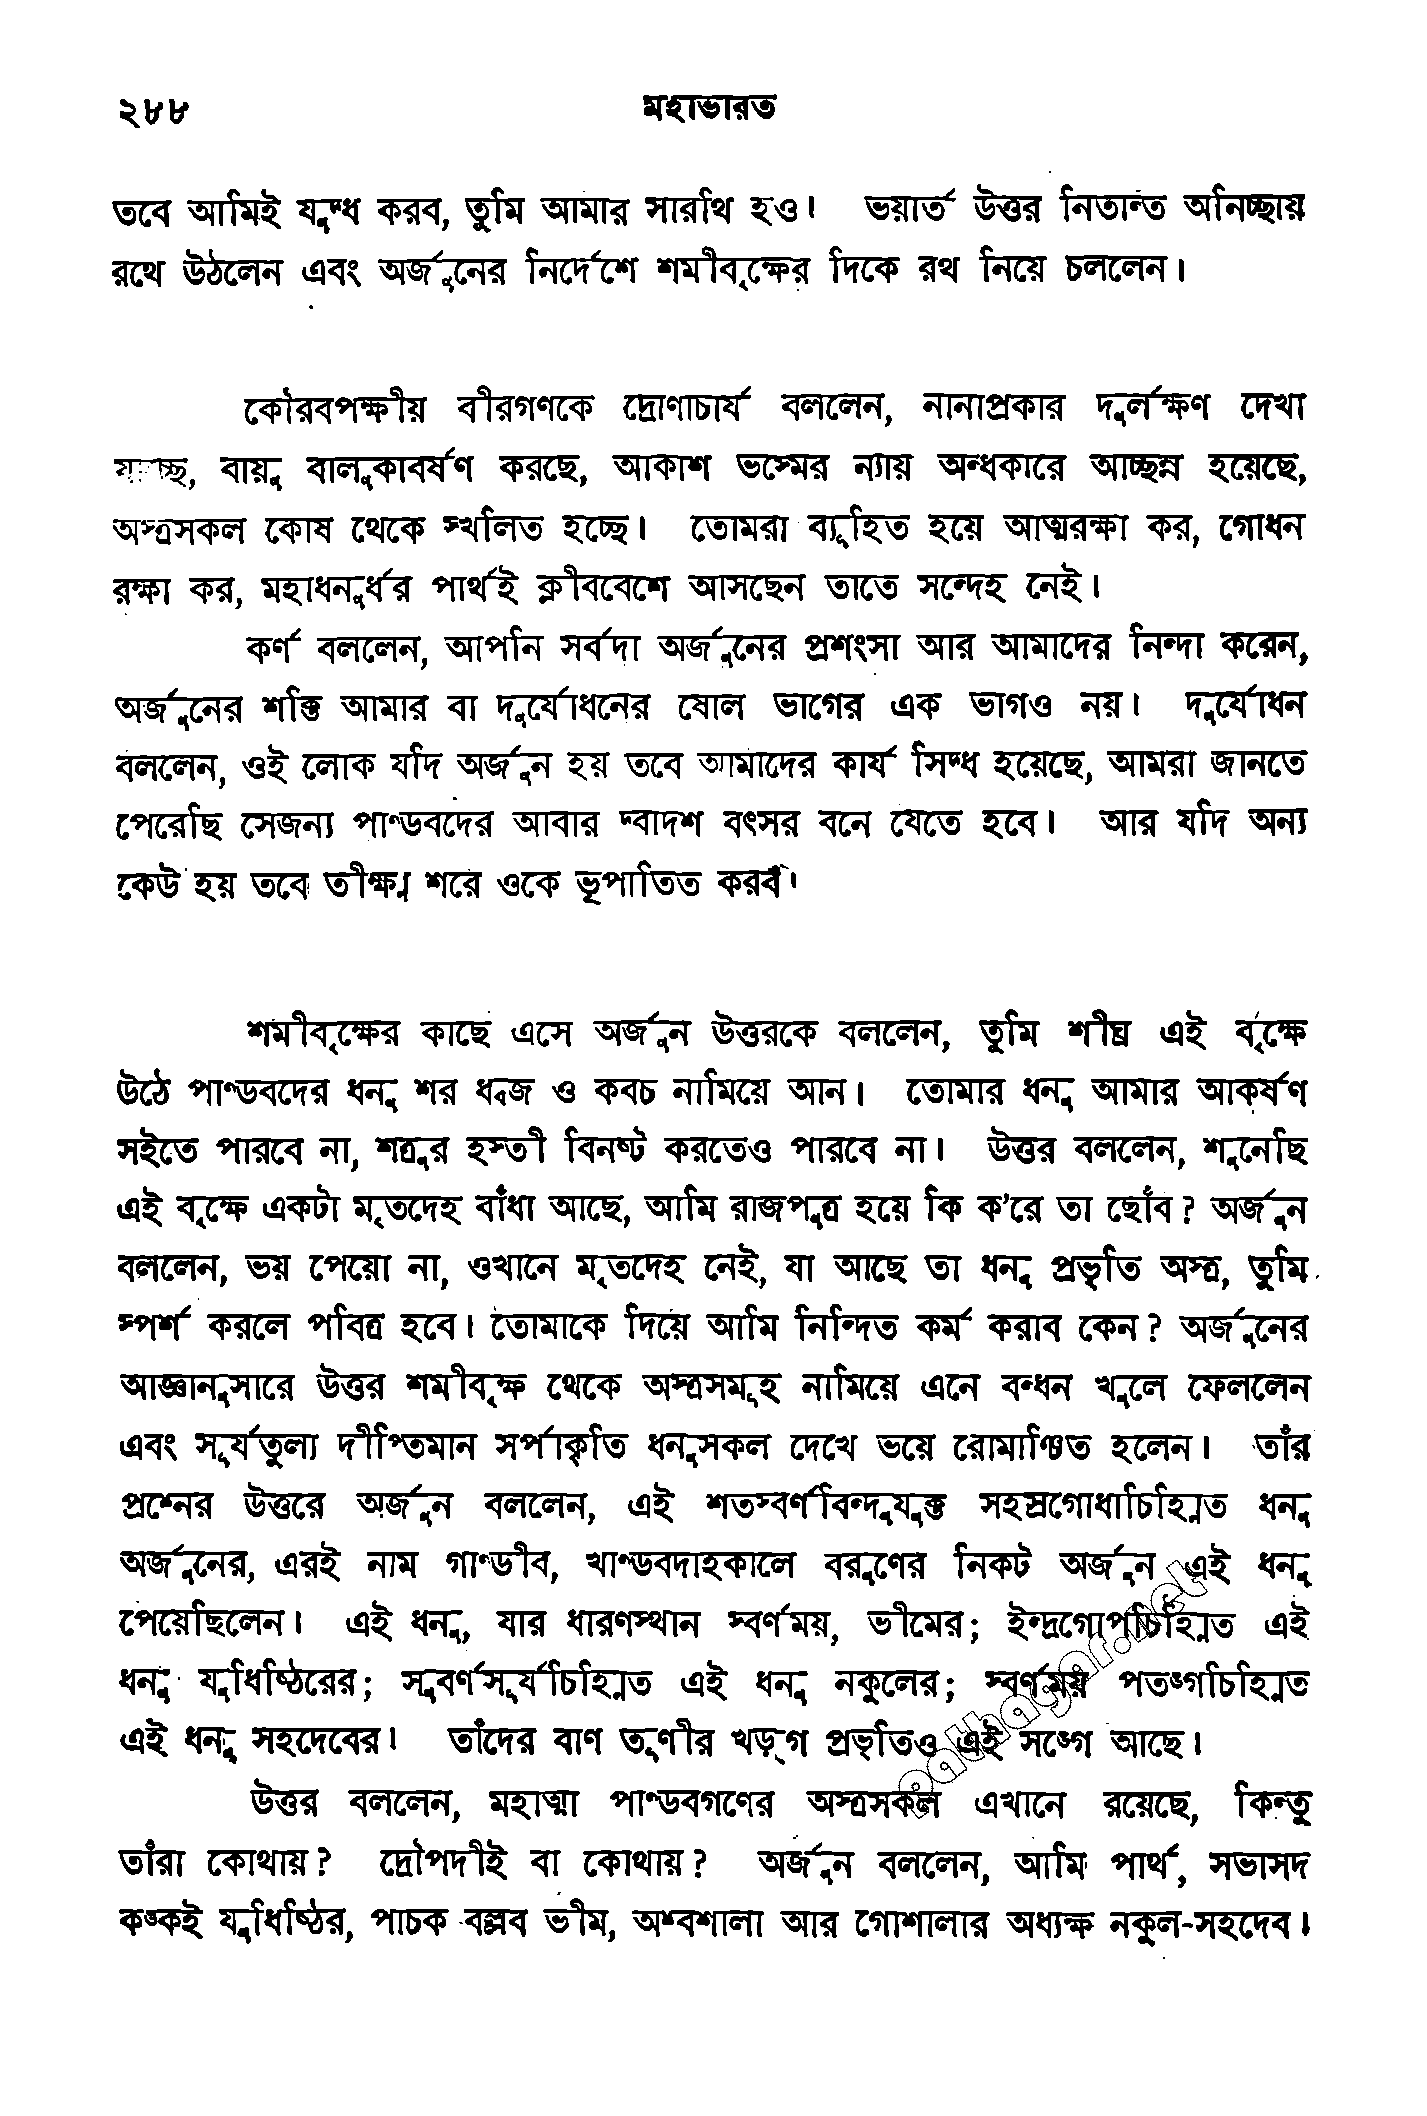 ২৮৮ মহাভারত
তবে আমিই যুদ্ধ করব, তুমি আমার সারথি হও। ভয়ার্ত উত্তর নিতান্ত অনিচ্ছায়
রথে উঠলেন এবং অর্জুনের নির্দেশে শমীবৃক্ষের দিকে রথ নিয়ে চললেন।
কৌরবপক্ষীয় বীরগণকে দ্রোণাচার্য বললেন, নানাপ্রকার দুর্লক্ষণ দেখা
যাচ্ছে, বায়ু বালুকাবর্ষণ করছে, আকাশ ভস্মের ন্যায় অন্ধকারে আচ্ছন্ন হয়েছে,
অস্ত্রসকল কোষ থেকে স্খলিত হচ্ছে। তোমরা ব্যূহিত হয়ে আত্মরক্ষা কর, গোধন
রক্ষা কর, মহাধনুর্ধর পার্থই ক্লীববেশে আসছেন তাতে সন্দেহ নেই।
কর্ণ বললেন, আপনি সর্বদা অর্জুনের প্রশংসা আর আমাদের নিন্দা করেন,
অর্জুনের শক্তি আমার বা দুর্যোধনের ষোল ভাগের এক ভাগও নয়। দুর্যোধন
বললেন, ওই লোক যদি অর্জুন হয় তবে আমাদের কার্য সিদ্ধ হয়েছে, আমরা জানতে
পেরেছি সেজন্য পাণ্ডবদের আবার দ্বাদশ বৎসর বনে যেতে হবে। আর যদি অন্য
কেউ হয় তবে তীক্ষ্ণ শরে ওকে ভূপাতিত করব।
শমীবৃক্ষের কাছে এসে অর্জুন উত্তরকে বললেন, তুমি শীঘ্র এই বৃক্ষে
উঠে পাণ্ডবদের ধনু শর ধ্বজ ও কবচ নামিয়ে আন। তোমার ধনু আমার আকর্ষণ
সইতে পারবে না, শত্রুর হস্তী বিনষ্ট করতেও পারবে না। উত্তর বললেন, শুনেছি
এই বৃক্ষে একটা মৃতদেহ বাঁধা আছে, আমি রাজপুত্র হয়ে কি ক'রে তা ছোঁব? অর্জুন
বললেন, ভয় পেয়ো না, ওখানে মৃতদেহ নেই, যা আছে তা ধনু প্রভৃতি অস্ত্র, তুমি
স্পর্শ করলে পবিত্র হবে। তোমাকে দিয়ে আমি নিন্দিত কর্ম করাব কেন? অর্জুনের
আজ্ঞানুসারে উত্তর শমীবৃক্ষ থেকে অস্ত্রসমূহ নামিয়ে এনে বন্ধন খুলে ফেললেন
এবং সূর্যতুল্য দীপ্তিমান সর্পাকৃতি ধনুসকল দেখে ভয়ে রোমাঞ্চিত হলেন। তাঁর
প্রশ্নের উত্তরে অর্জুন বললেন, এই শতস্বর্ণবিন্দুযুক্ত সহস্রগোধাচিহ্নিত ধনু
অর্জুনের, এরই নাম গাণ্ডীব, খাণ্ডবদাহকালে বরুণের নিকট অর্জুন এই ধনু
পেয়েছিলেন। এই ধনু, যার ধারণস্থান স্বর্ণময়, ভীমের; ইন্দ্রগোপচিহ্নিত এই
ধনু যুধিষ্ঠিরের; সুবর্ণসূর্যচিহ্নিত এই ধনু নকুলের; স্বর্ণময় পতঙ্গচিহ্নিত
এই ধনু সহদেবের। তাঁদের বাণ তূণীর খড়্‌গ প্রভৃতিও এই সঙ্গে আছে।
উত্তর বললেন, মহাত্মা পাণ্ডবগণের অস্ত্রসকল এখানে রয়েছে, কিন্তু
তাঁরা কোথায়? দ্রৌপদীই বা কোথায়? অর্জুন বললেন, আমি পার্থ, সভাসদ
কঙ্কই যুধিষ্ঠির, পাচক বল্লব ভীম, অশ্বশালা আর গোশালার অধ্যক্ষ নকুল-সহদেব।
pathagar.net